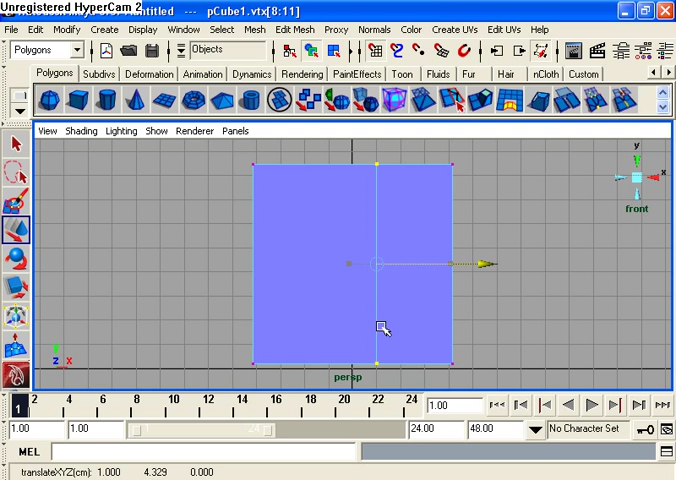 Unregistered HyperCam 2
untitled --- pCube1.vtx[8:11]
File Edit Modify Create Display Window Assets Select Mesh Edit Mesh Proxy Normals Color Create UVs Edit UVs Help
Polygons Objects
Polygons Subdivs Deformation Animation Dynamics Rendering PaintEffects Toon Fluids Fur Hair nCloth Custom
View Shading Lighting Show Renderer Panels
y
x
front
y
z x
persp
2 4 6 8 10 12 14 16 18 20 22 24
1 1.00
1.00 1.00 1 24 24.00 48.00 No Character Set
MEL
translateXYZ(cm): 1.000 4.329 0.000